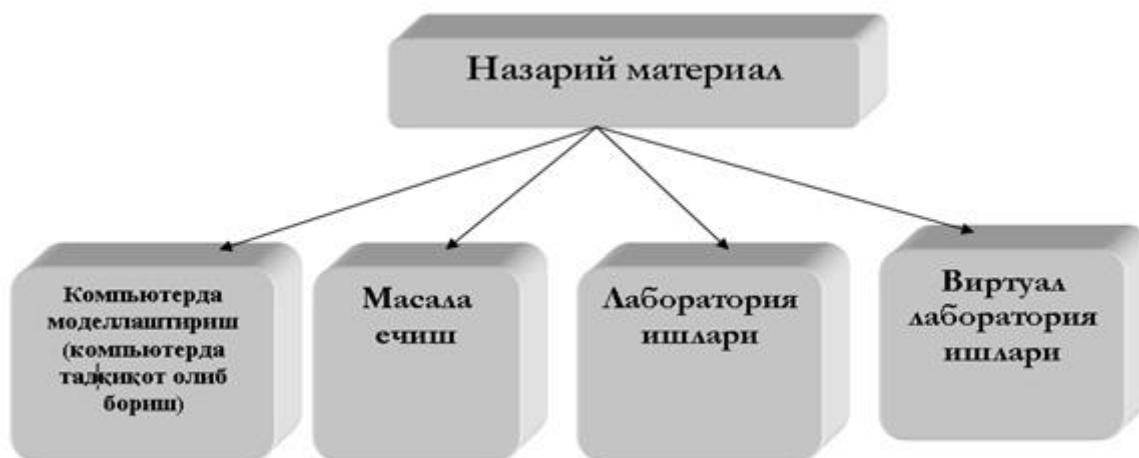 Назарий материал
Компьютерда
моделлаштириш
(компьютерда
тадқиқот олиб
бориш)
Масала
ечиш
Лаборатория
ишлари
Виртуал
лаборатория
ишлари